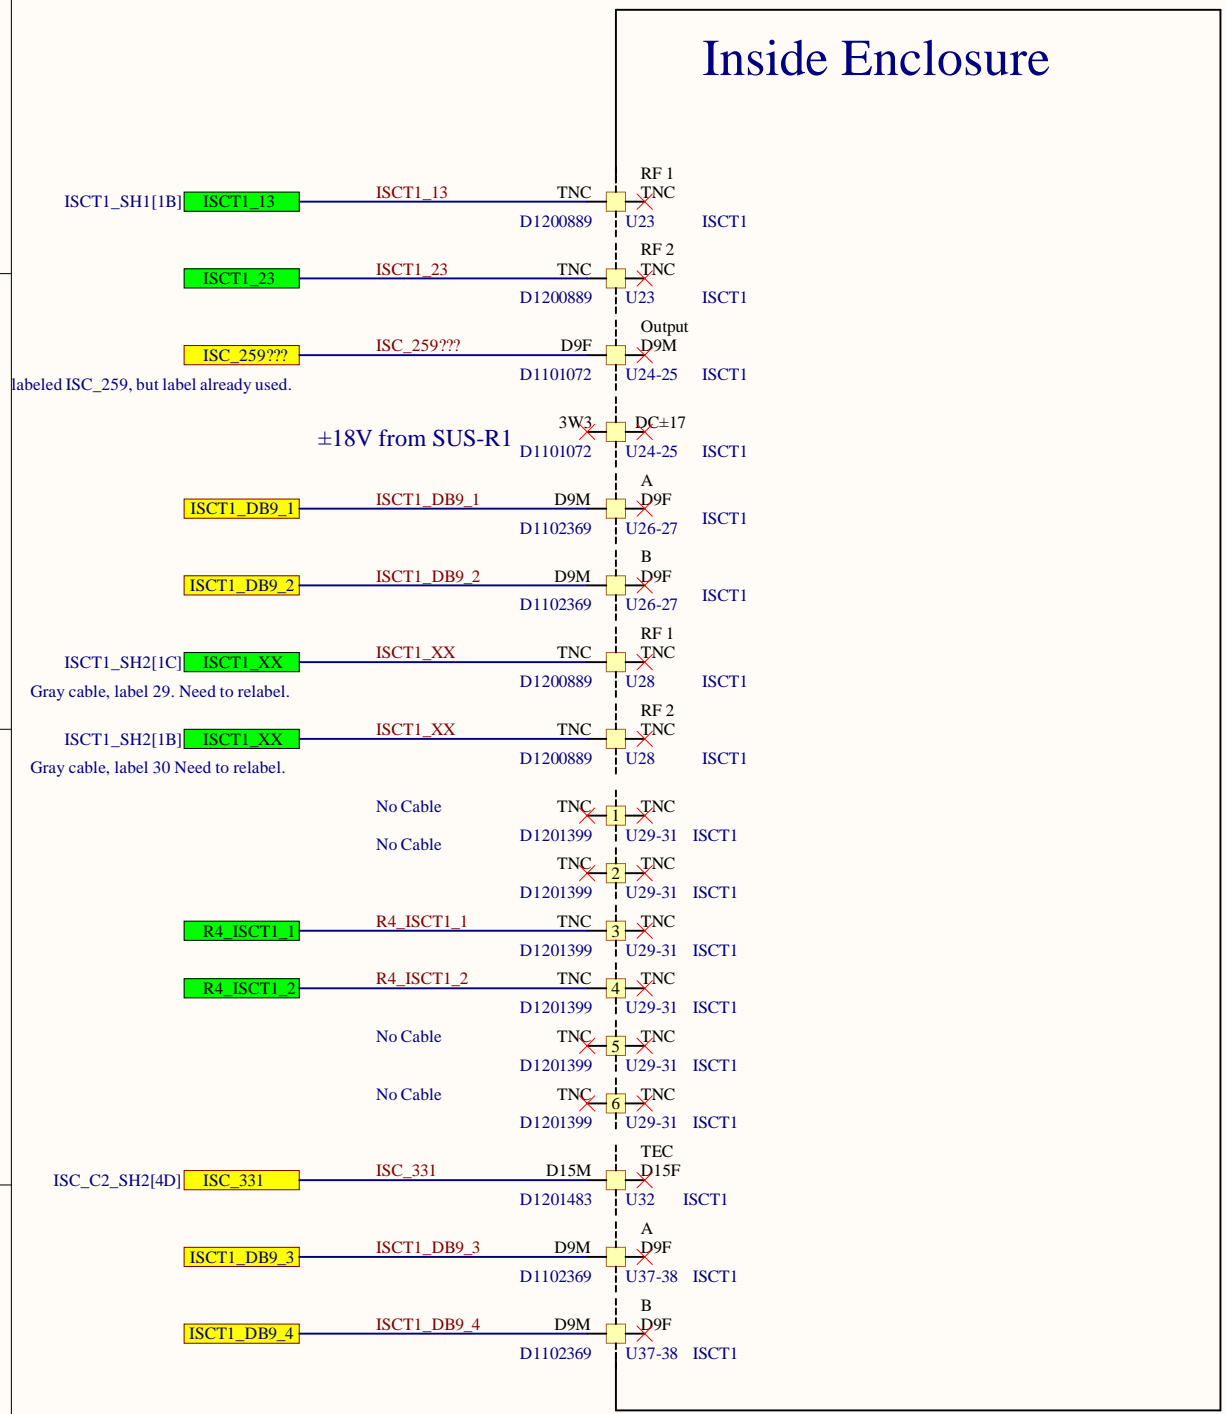 Inside Enclosure
RF 1
ISCT1_SH1[1B] ISCT1_13 ISCT1_13 TNC TNC
D1200889 U23 ISCT1
RF 2
ISCT1_23 ISCT1_23 TNC TNC
D1200889 U23 ISCT1
Output
ISC_259??? ISC_259??? D9F D9M
D1101072 U24-25 ISCT1
labeled ISC_259, but label already used.
3W3 DC±17
±18V from SUS-R1
D1101072 U24-25 ISCT1
A
ISCT1_DB9_1 ISCT1_DB9_1 D9M D9F
D1102369 U26-27 ISCT1
B
ISCT1_DB9_2 ISCT1_DB9_2 D9M D9F
D1102369 U26-27 ISCT1
RF 1
ISCT1_SH2[1C] ISCT1_XX ISCT1_XX TNC TNC
D1200889 U28 ISCT1
Gray cable, label 29. Need to relabel.
RF 2
ISCT1_SH2[1B] ISCT1_XX ISCT1_XX TNC TNC
D1200889 U28 ISCT1
Gray cable, label 30 Need to relabel.
No Cable TNC 1 TNC
D1201399 U29-31 ISCT1
No Cable
TNC 2 TNC
D1201399 U29-31 ISCT1
R4_ISCT1_1 R4_ISCT1_1 TNC 3 TNC
D1201399 U29-31 ISCT1
R4_ISCT1_2 R4_ISCT1_2 TNC 4 TNC
D1201399 U29-31 ISCT1
No Cable TNC 5 TNC
D1201399 U29-31 ISCT1
No Cable TNC 6 TNC
D1201399 U29-31 ISCT1
TEC
ISC_C2_SH2[4D] ISC_331 ISC_331 D15M D15F
D1201483 U32 ISCT1
A
ISCT1_DB9_3 ISCT1_DB9_3 D9M D9F
D1102369 U37-38 ISCT1
B
ISCT1_DB9_4 ISCT1_DB9_4 D9M D9F
D1102369 U37-38 ISCT1